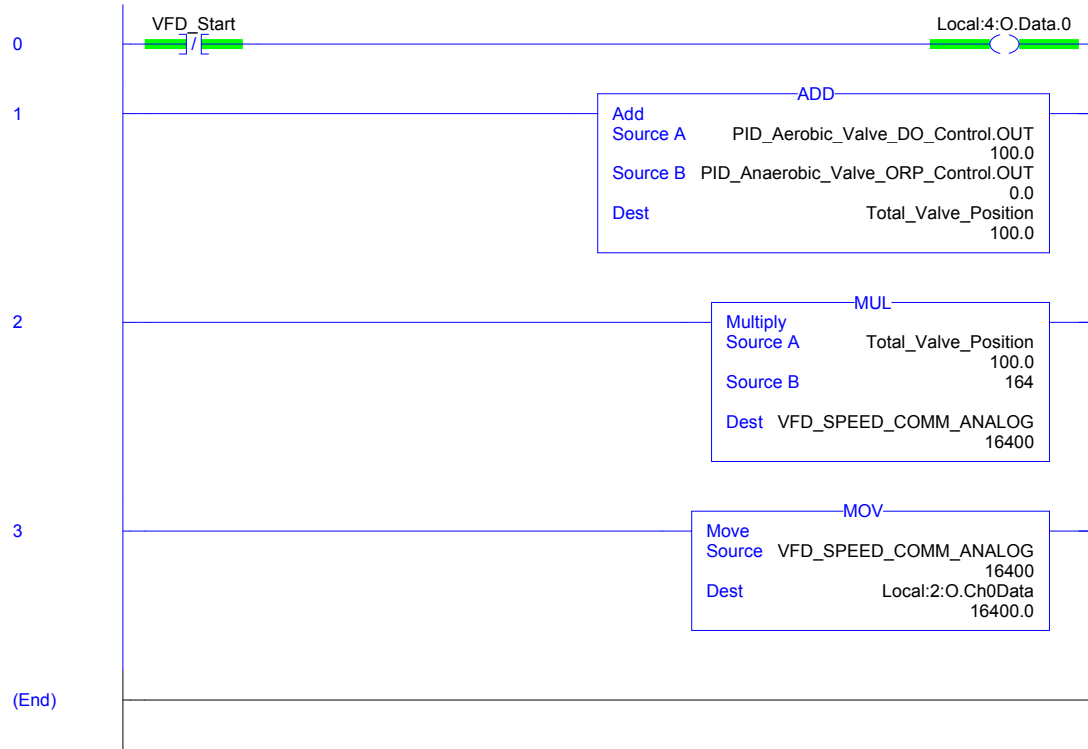 VFD_Start Local:4:O.Data.0
0 /
ADD
1 Add
Source A PID_Aerobic_Valve_DO_Control.OUT
100.0
Source B PID_Anaerobic_Valve_ORP_Control.OUT
0.0
Dest Total_Valve_Position
100.0
MUL
2 Multiply
Source A Total_Valve_Position
100.0
Source B 164
Dest VFD_SPEED_COMM_ANALOG
16400
MOV
3 Move
Source VFD_SPEED_COMM_ANALOG
16400
Dest Local:2:O.Ch0Data
16400.0
(End)